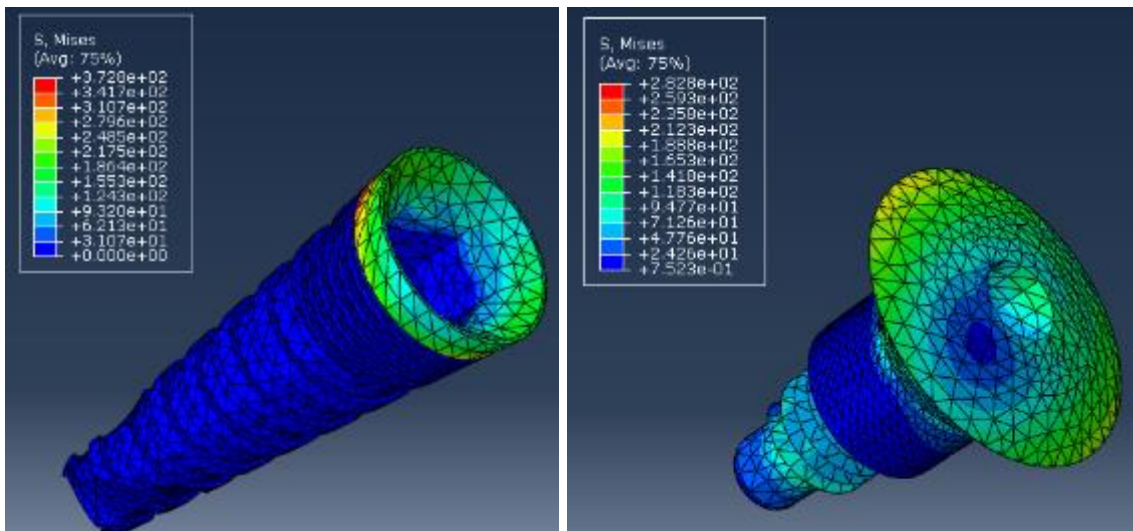 S, Mises
(Avg: 75%)
+3.728e+02
+3.417e+02
+3.107e+02
+2.796e+02
+2.485e+02
+2.175e+02
+1.864e+02
+1.553e+02
+1.243e+02
+9.320e+01
+6.213e+01
+3.107e+01
+0.000e+00
S, Mises
(Avg: 75%)
+2.828e+02
+2.593e+02
+2.358e+02
+2.123e+02
+1.888e+02
+1.653e+02
+1.418e+02
+1.183e+02
+9.477e+01
+7.126e+01
+4.776e+01
+2.426e+01
+7.523e-01